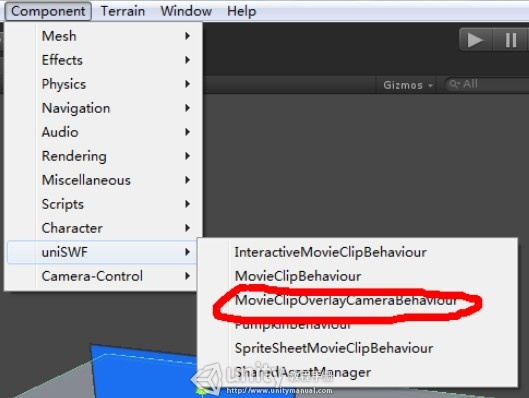 Component Terrain Window Help
Mesh
Effects
Physics
Gizmos All
Navigation
Audio
Rendering
Miscellaneous
Scripts
Character
uniSWF
InteractiveMovieClipBehaviour
Camera-Control
MovieClipBehaviour
MovieClipOverlayCameraBehaviour
PumpkinBehaviour
SpriteSheetMovieClipBehaviour
SharedAssetManager
unity
http://www.unitymanual.com